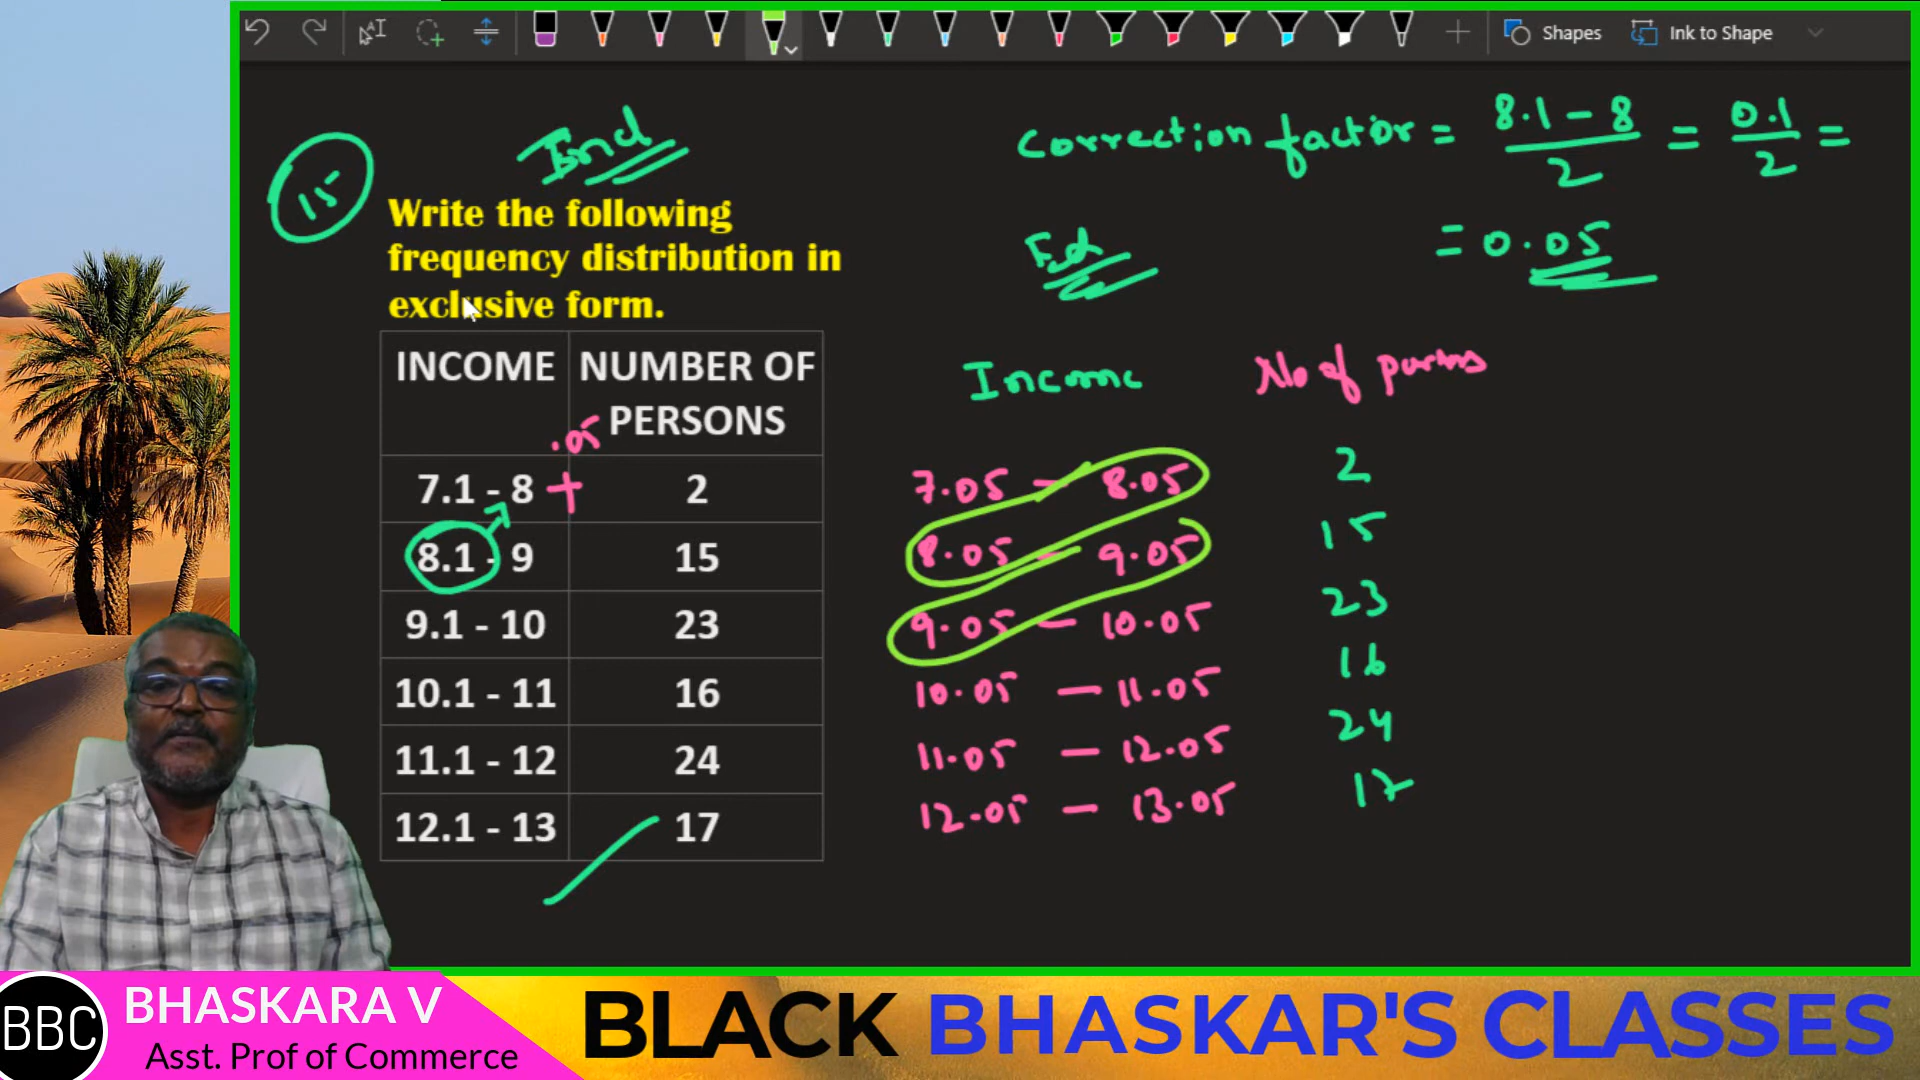 Shapes
Ink to Shape
15
Ind
Correction factor = 8.1 - 8 / 2 = 0.1 / 2 =
= 0.05
Write the following
frequency distribution in
exclusive form.
INCOME NUMBER OF
PERSONS
.05
7.1 - 8 + 2
8.1 - 9 15
9.1 - 10 23
10.1 - 11 16
11.1 - 12 24
12.1 - 13 17
Income No of persons
7.05 — 8.05 2
8.05 — 9.05 15
9.05 — 10.05 23
10.05 — 11.05 16
11.05 — 12.05 24
12.05 — 13.05 17
BBC
BHASKARA V
Asst. Prof of Commerce
BLACK BHASKAR'S CLASSES